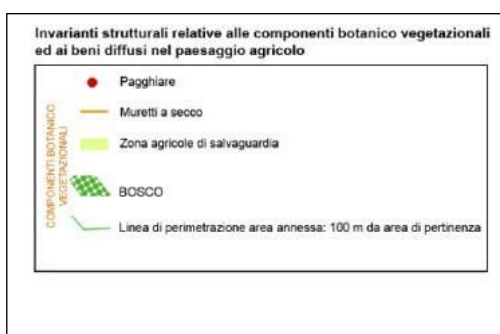 Invarianti strutturali relative alle componenti botanico vegetazionali
ed ai beni diffusi nel paesaggio agricolo
COMPONENTI BOTANICO
VEGETAZIONALI
Pagghiare
Muretti a secco
Zona agricole di salvaguardia
BOSCO
Linea di perimetrazione area annessa: 100 m da area di pertinenza